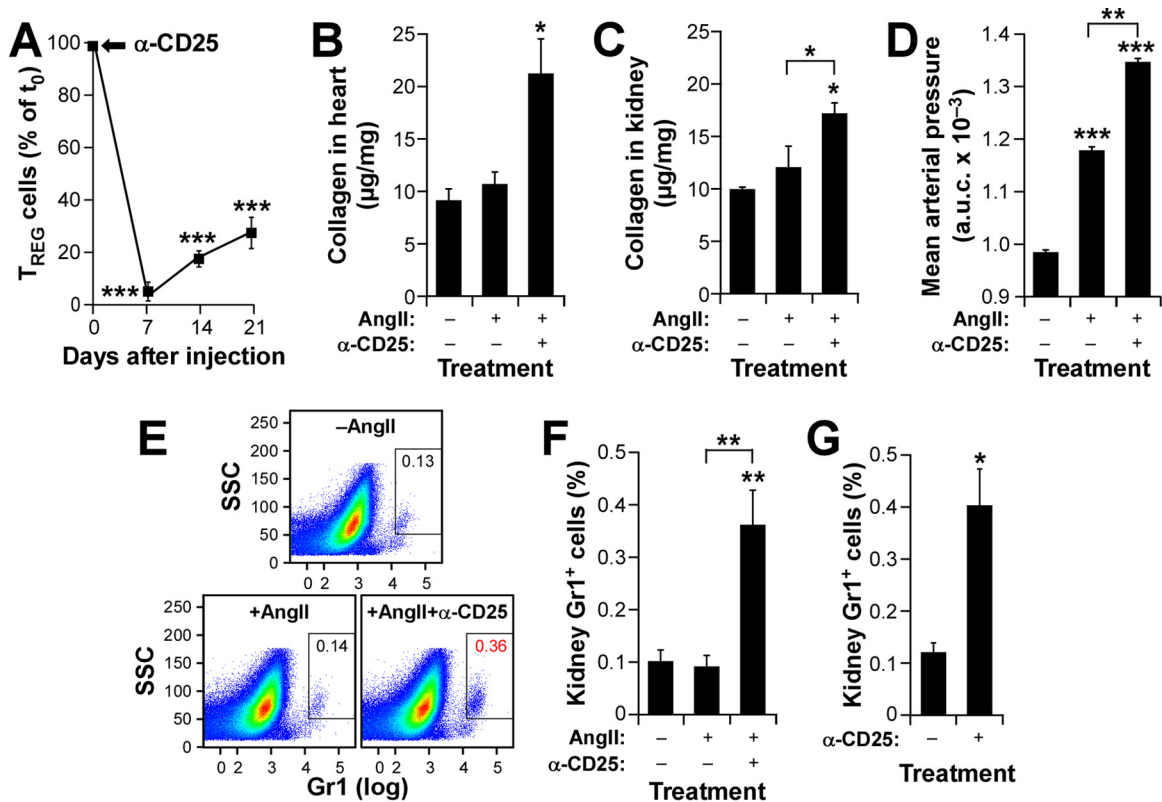 A
α-CD25
TREG cells (% of t0)
100
80
60
40
20
0
***
***
***
0 7 14 21
Days after injection
B
Collagen in heart
(µg/mg)
25
20
15
10
5
0
*
AngII: – + +
α-CD25: – – +
Treatment
C
Collagen in kidney
(µg/mg)
25
20
15
10
5
0
*
*
AngII: – + +
α-CD25: – – +
Treatment
D
Mean arterial pressure
(a.u.c. x 10⁻³)
1.4
1.3
1.2
1.1
1.0
0.9
**
***
***
AngII: – + +
α-CD25: – – +
Treatment
E
–AngII
SSC
250
200
150
100
50
0
0.13
0 2 3 4 5
+AngII
SSC
250
200
150
100
50
0
0.14
0 2 3 4 5
+AngII+α-CD25
0.36
0 2 3 4 5
Gr1 (log)
F
Kidney Gr1⁺ cells (%)
0.5
0.4
0.3
0.2
0.1
0
**
**
AngII: – + +
α-CD25: – – +
Treatment
G
Kidney Gr1⁺ cells (%)
0.5
0.4
0.3
0.2
0.1
0
*
α-CD25: – +
Treatment